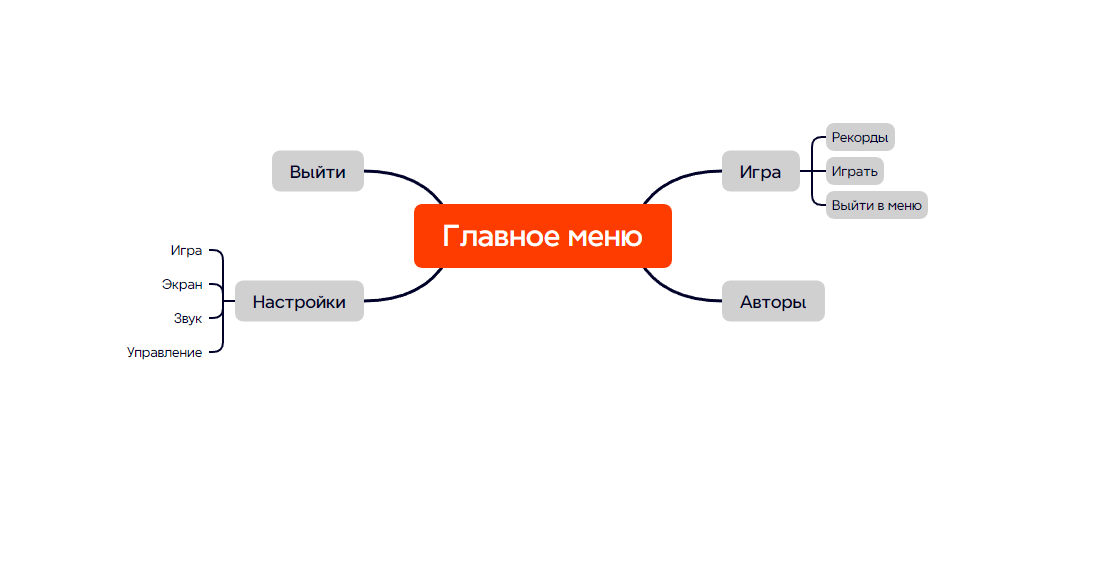 Главное меню
Игра
Рекорды
Играть
Выйти в меню
Авторы
Выйти
Настройки
Игра
Экран
Звук
Управление